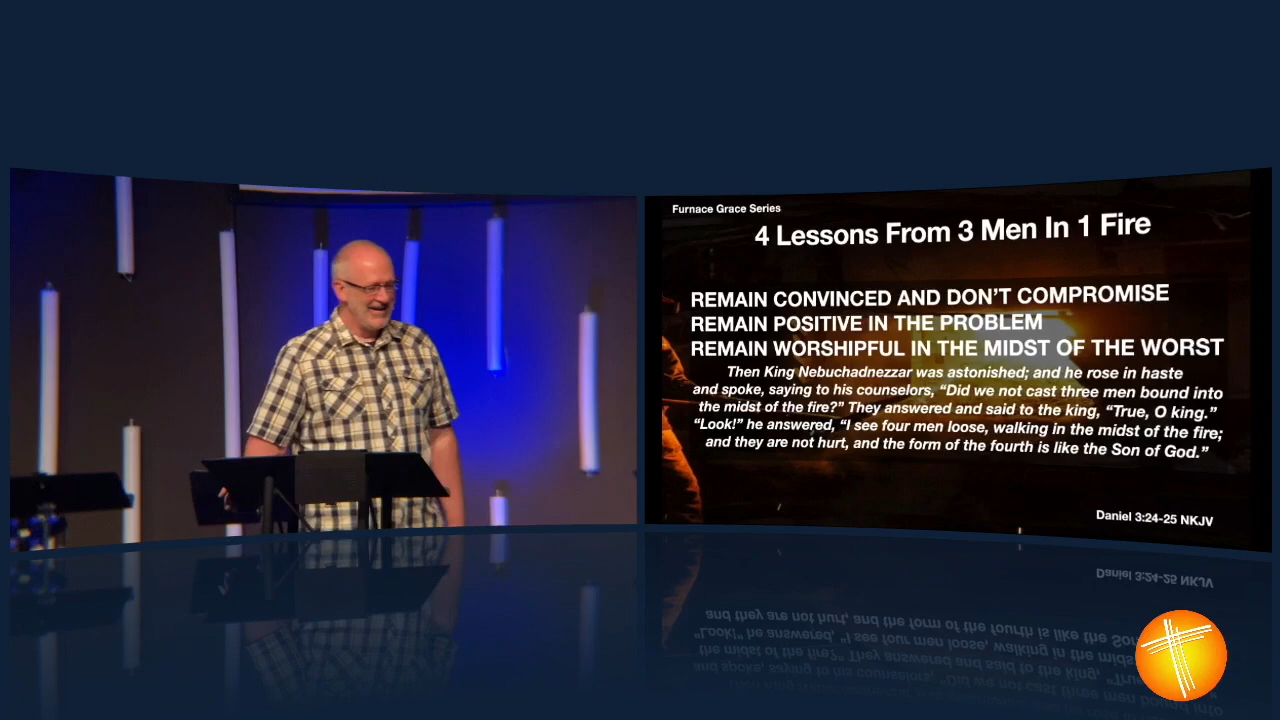 Furnace Grace Series
4 Lessons From 3 Men In 1 Fire
REMAIN CONVINCED AND DON'T COMPROMISE
REMAIN POSITIVE IN THE PROBLEM
REMAIN WORSHIPFUL IN THE MIDST OF THE WORST
Then King Nebuchadnezzar was astonished; and he rose in haste
and spoke, saying to his counselors, “Did we not cast three men bound into
the midst of the fire?” They answered and said to the king, “True, O king.”
“Look!” he answered, “I see four men loose, walking in the midst of the fire;
and they are not hurt, and the form of the fourth is like the Son of God.”
Daniel 3:24-25 NKJV